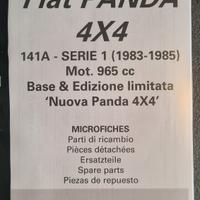 Fiat PANDA
4X4
141A - SERIE 1 (1983-1985)
Mot. 965 cc
Base & Edizione limitata
‘Nuova Panda 4X4’
MICROFICHES
Parti di ricambio
Pièces détachées
Ersatzteile
Spare parts
Piezas de repuesto